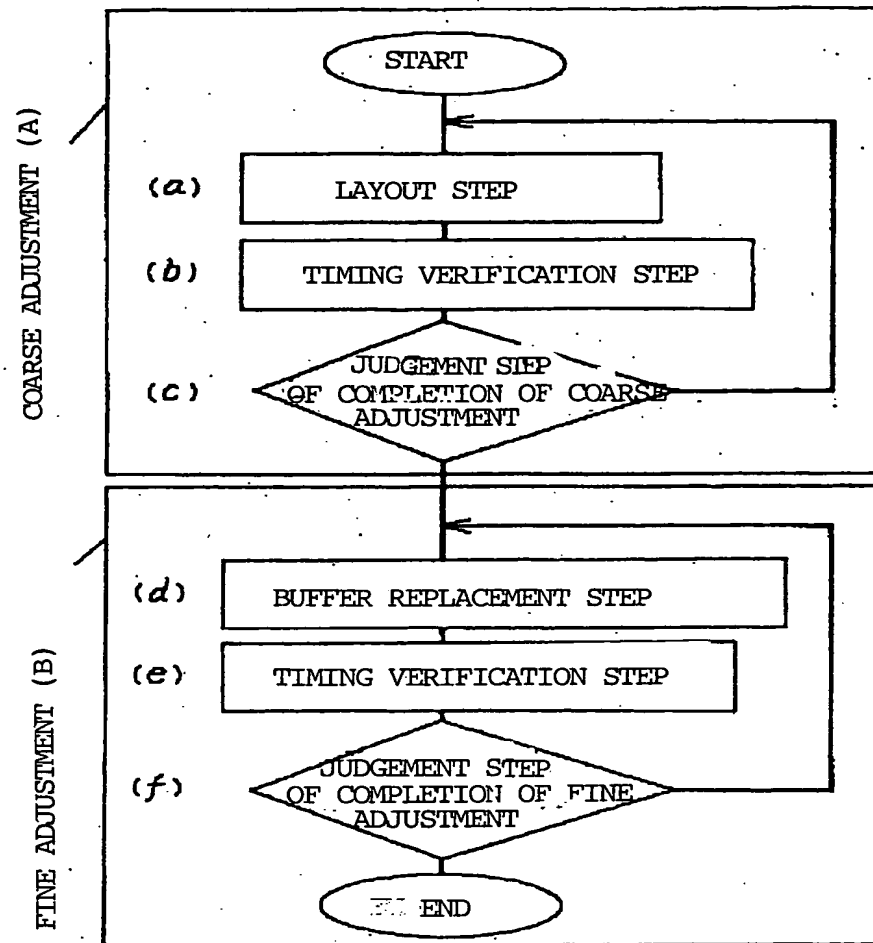 COARSE ADJUSTMENT (A)
START
(a)
LAYOUT STEP
(b)
TIMING VERIFICATION STEP
(c)
JUDGEMENT STEP
OF COMPLETION OF COARSE
ADJUSTMENT
FINE ADJUSTMENT (B)
(d)
BUFFER REPLACEMENT STEP
(e)
TIMING VERIFICATION STEP
(f)
JUDGEMENT STEP
OF COMPLETION OF FINE
ADJUSTMENT
END